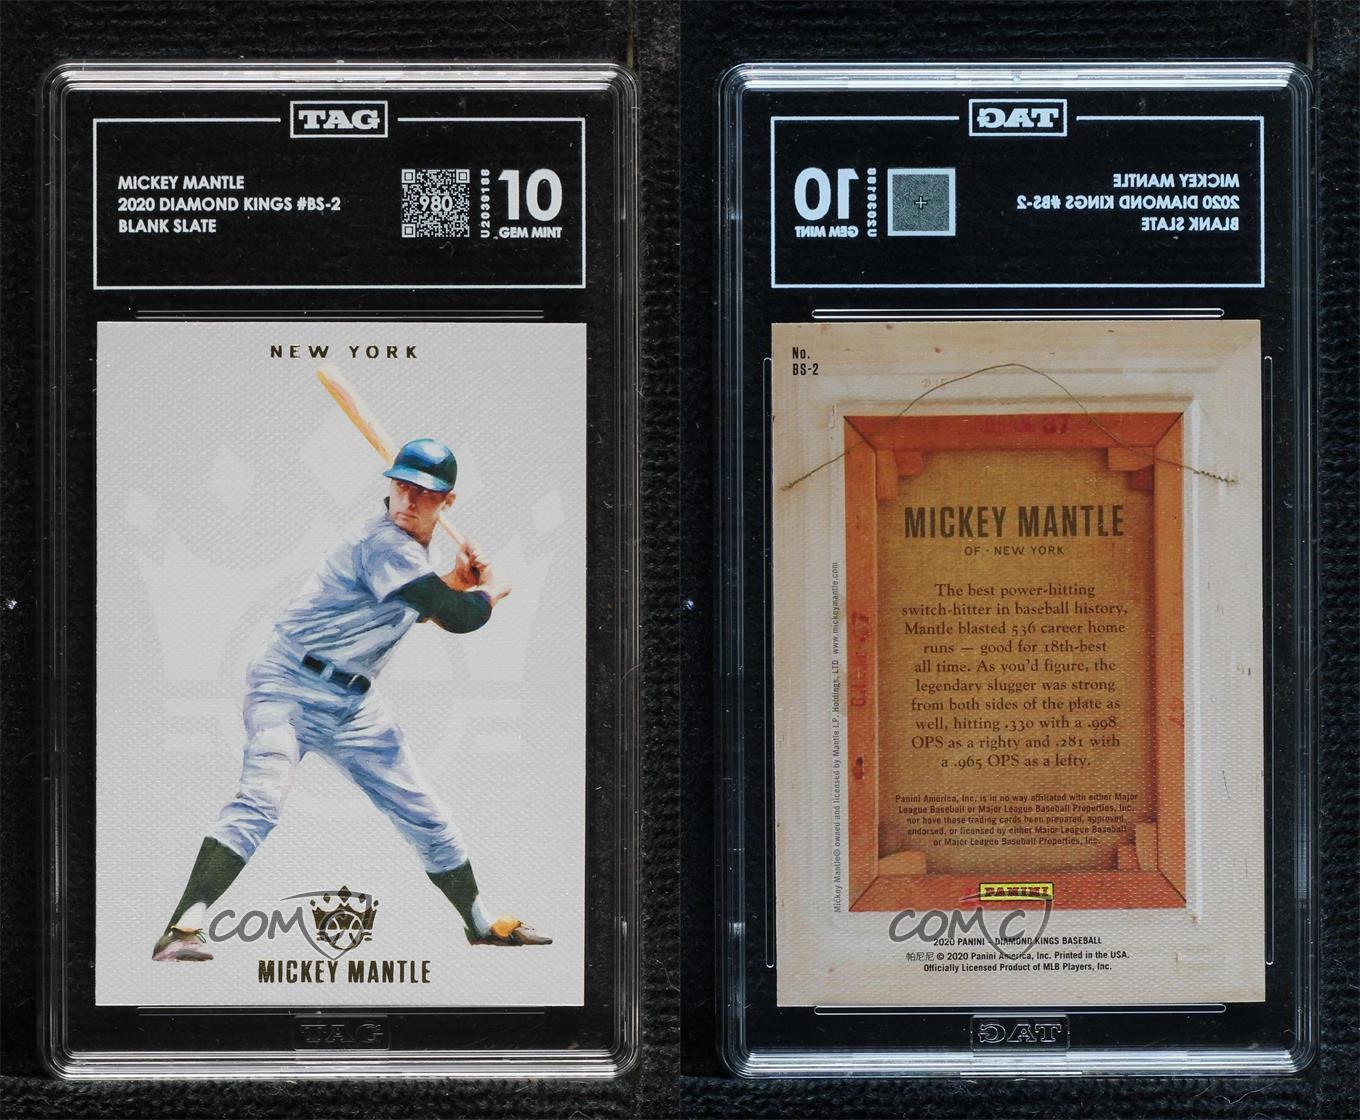 TAG
MICKEY MANTLE
2020 DIAMOND KINGS #BS-2
BLANK SLATE
980
U2039188
10
GEM MINT
NEW YORK
MICKEY MANTLE
COMC
TAG
TAG
10
GEM MINT
U2039188
MICKEY MANTLE
2020 DIAMOND KINGS #BS-2
BLANK SLATE
No.
BS-2
MICKEY MANTLE
OF · NEW YORK
The best power-hitting
switch-hitter in baseball history,
Mantle blasted 536 career home
runs — good for 18th-best
all time. As you'd figure, the
legendary slugger was strong
from both sides of the plate as
well, hitting .330 with a .998
OPS as a righty and .281 with
a .965 OPS as a lefty.
Panini America, Inc. is in no way affiliated with either Major
League Baseball or Major League Baseball Properties, Inc.
nor have these trading cards been prepared, approved,
endorsed, or licensed by either Major League Baseball
or Major League Baseball Properties, Inc.
Mickey Mantle© owned and licensed by Mantle I.P. Holdings, LTD www.mickeymantle.com
PANINI
COMC
2020 PANINI – DIAMOND KINGS BASEBALL
帕尼尼 © 2020 Panini America, Inc. Printed in the USA.
Officially Licensed Product of MLB Players, Inc.
TAG